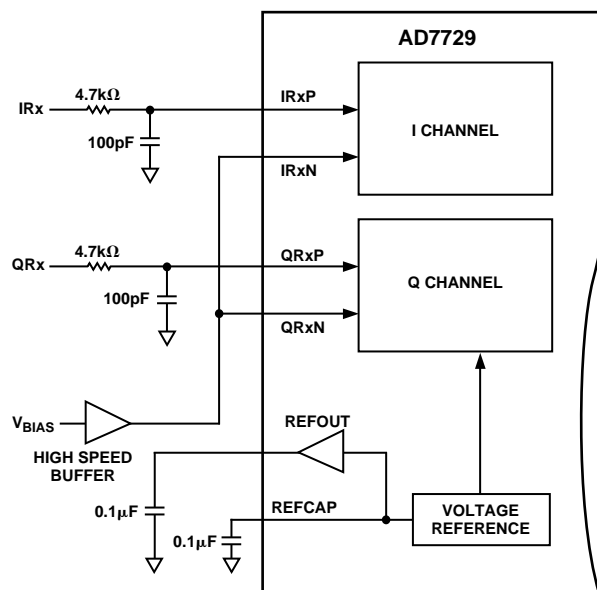 AD7729
4.7kΩ
IRx
IRxP
I CHANNEL
100pF
IRxN
4.7kΩ
QRx
QRxP
Q CHANNEL
100pF
QRxN
VBIAS
HIGH SPEED
BUFFER
REFOUT
0.1μF
REFCAP
0.1μF
VOLTAGE
REFERENCE